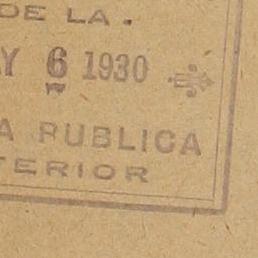 DE LA.
Y 6 1930
A PUBLICA
TERIOR